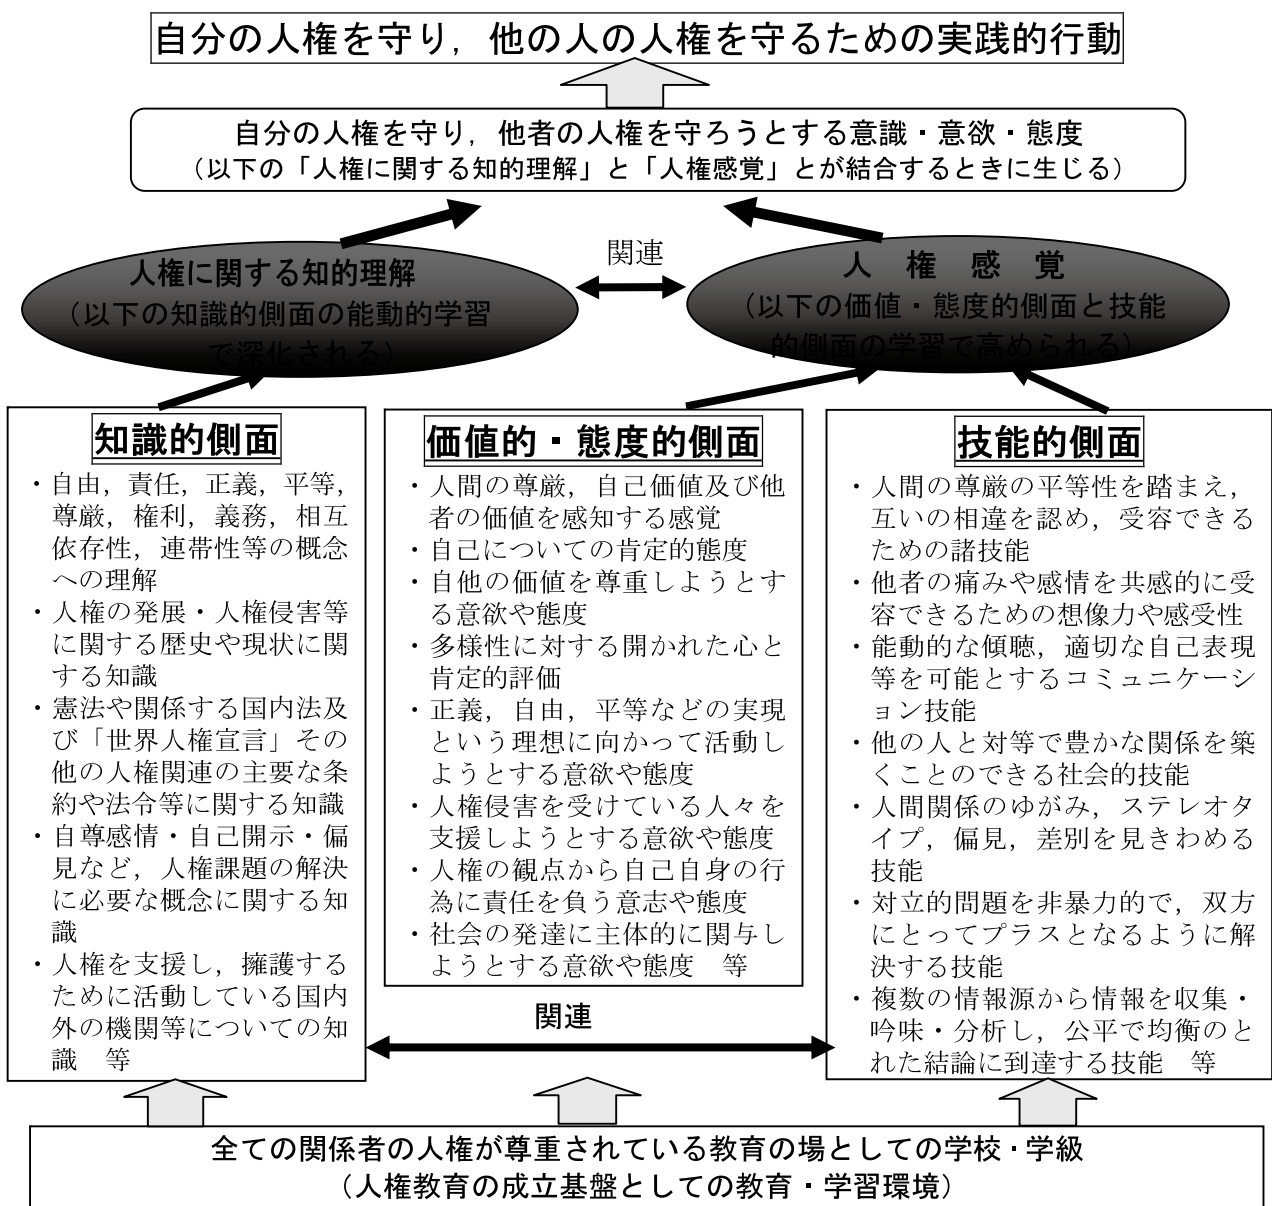 自分の人権を守り，他の人の人権を守るための実践的行動
自分の人権を守り，他者の人権を守ろうとする意識・意欲・態度
（以下の「人権に関する知的理解」と「人権感覚」とが結合するときに生じる）
人権に関する知的理解
（以下の知識的側面の能動的学習
で深化される）
関連
人　権　感　覚
（以下の価値・態度的側面と技能
的側面の学習で高められる）
知識的側面
・自由，責任，正義，平等，
尊厳，権利，義務，相互
依存性，連帯性等の概念
への理解
・人権の発展・人権侵害等
に関する歴史や現状に関
する知識
・憲法や関係する国内法及
び「世界人権宣言」その
他の人権関連の主要な条
約や法令等に関する知識
・自尊感情・自己開示・偏
見など，人権課題の解決
に必要な概念に関する知
識
・人権を支援し，擁護する
ために活動している国内
外の機関等についての知
識　等
価値的・態度的側面
・人間の尊厳，自己価値及び他
者の価値を感知する感覚
・自己についての肯定的態度
・自他の価値を尊重しようとす
る意欲や態度
・多様性に対する開かれた心と
肯定的評価
・正義，自由，平等などの実現
という理想に向かって活動し
ようとする意欲や態度
・人権侵害を受けている人々を
支援しようとする意欲や態度
・人権の観点から自己自身の行
為に責任を負う意志や態度
・社会の発達に主体的に関与し
ようとする意欲や態度　等
技能的側面
・人間の尊厳の平等性を踏まえ，
互いの相違を認め，受容できる
ための諸技能
・他者の痛みや感情を共感的に受
容できるための想像力や感受性
・能動的な傾聴，適切な自己表現
等を可能とするコミュニケーシ
ョン技能
・他の人と対等で豊かな関係を築
くことのできる社会的技能
・人間関係のゆがみ，ステレオタ
イプ，偏見，差別を見きわめる
技能
・対立的問題を非暴力的で，双方
にとってプラスとなるように解
決する技能
・複数の情報源から情報を収集・
吟味・分析し，公平で均衡のと
れた結論に到達する技能　等
関連
全ての関係者の人権が尊重されている教育の場としての学校・学級
（人権教育の成立基盤としての教育・学習環境）